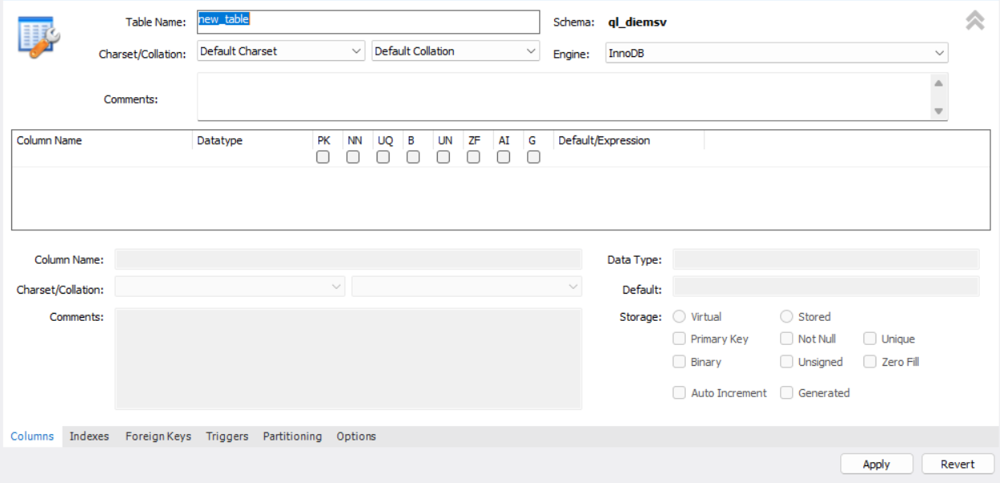 Table Name: new_table Schema: ql_diemsv
Charset/Collation: Default Charset Default Collation Engine: InnoDB
Comments:
Column Name Datatype PK NN UQ B UN ZF AI G Default/Expression
Column Name: Data Type:
Charset/Collation: Default:
Comments: Storage: Virtual Stored
Primary Key Not Null Unique
Binary Unsigned Zero Fill
Auto Increment Generated
Columns Indexes Foreign Keys Triggers Partitioning Options
Apply Revert